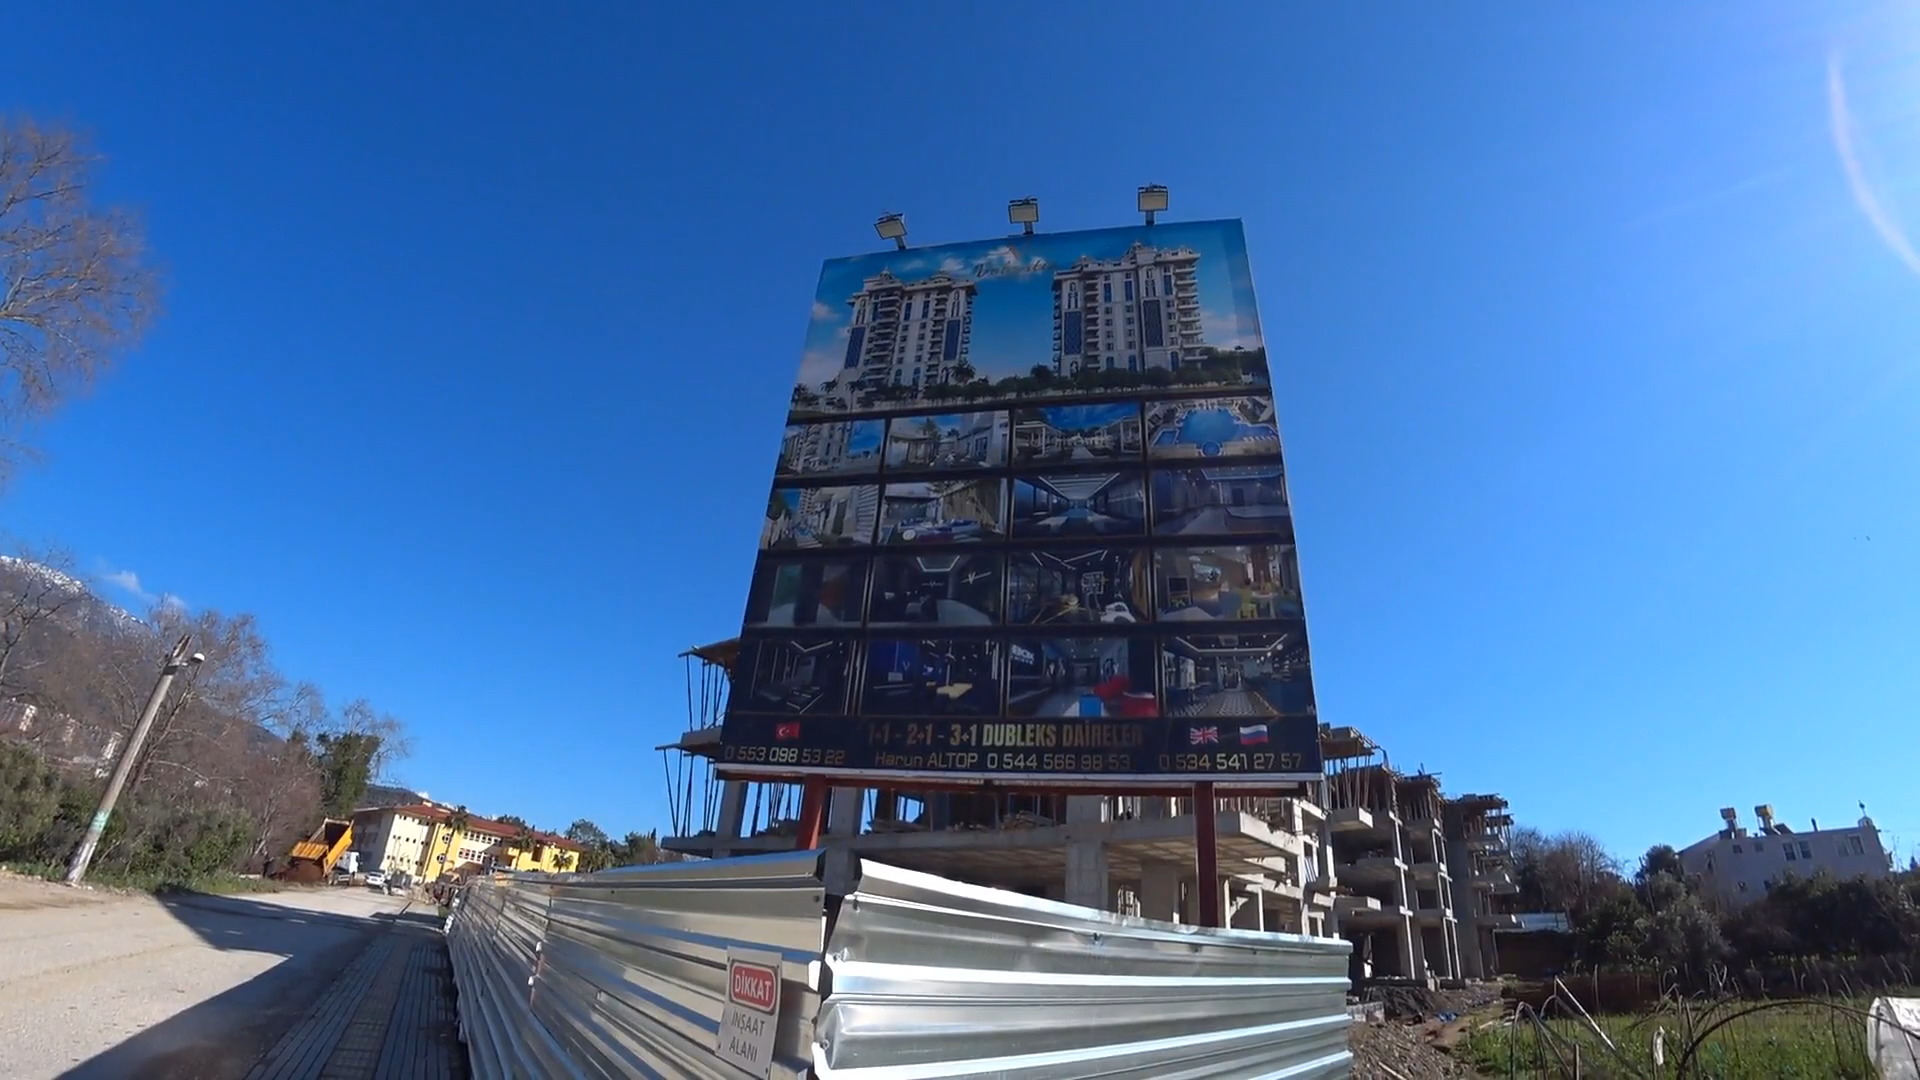 1+1 - 2+1 - 3+1 DUBLEKS DAİRELER
0 553 098 53 22
Harun ALTOP 0 544 566 98 53
0 534 541 27 57
DİKKAT
İNŞAAT
ALANI